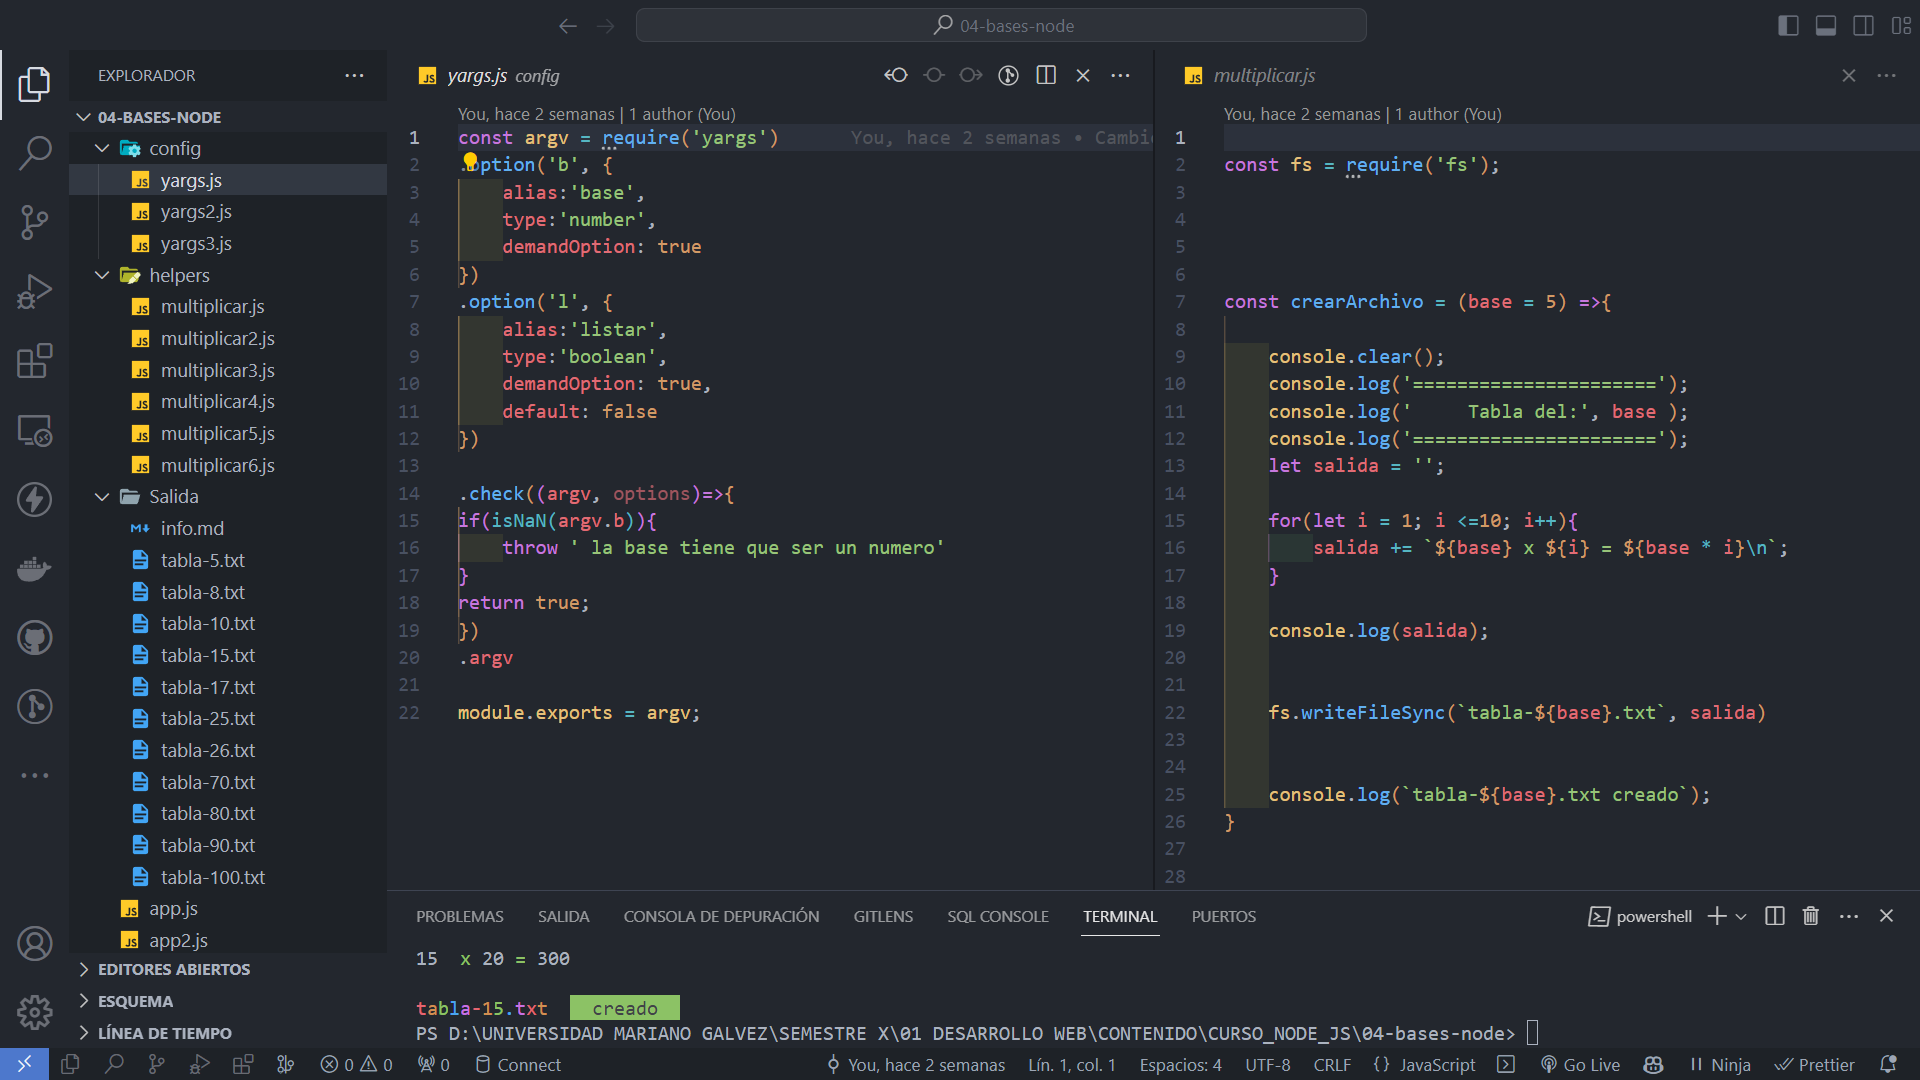 04-bases-node
EXPLORADOR
04-BASES-NODE
config
yargs.js
yargs2.js
yargs3.js
helpers
multiplicar.js
multiplicar2.js
multiplicar3.js
multiplicar4.js
multiplicar5.js
multiplicar6.js
Salida
info.md
tabla-5.txt
tabla-8.txt
tabla-10.txt
tabla-15.txt
tabla-17.txt
tabla-25.txt
tabla-26.txt
tabla-70.txt
tabla-80.txt
tabla-90.txt
tabla-100.txt
app.js
app2.js
EDITORES ABIERTOS
ESQUEMA
LÍNEA DE TIEMPO
yargs.js config
You, hace 2 semanas | 1 author (You)
1 const argv = require('yargs') You, hace 2 semanas • Cambi
2 .option('b', {
3 alias:'base',
4 type:'number',
5 demandOption: true
6 })
7 .option('l', {
8 alias:'listar',
9 type:'boolean',
10 demandOption: true,
11 default: false
12 })
13
14 .check((argv, options)=>{
15 if(isNaN(argv.b)){
16 throw ' la base tiene que ser un numero'
17 }
18 return true;
19 })
20 .argv
21
22 module.exports = argv;
multiplicar.js
You, hace 2 semanas | 1 author (You)
1
2 const fs = require('fs');
3
4
5
6
7 const crearArchivo = (base = 5) =>{
8
9 console.clear();
10 console.log('======================');
11 console.log('     Tabla del:', base );
12 console.log('======================');
13 let salida = '';
14
15 for(let i = 1; i <=10; i++){
16 salida += `${base} x ${i} = ${base * i}\n`;
17 }
18
19 console.log(salida);
20
21
22 fs.writeFileSync(`tabla-${base}.txt`, salida)
23
24
25 console.log(`tabla-${base}.txt creado`);
26 }
27
28
PROBLEMAS SALIDA CONSOLA DE DEPURACIÓN GITLENS SQL CONSOLE TERMINAL PUERTOS
powershell
15  x 20 = 300
tabla-15.txt creado
PS D:\UNIVERSIDAD MARIANO GALVEZ\SEMESTRE X\01 DESARROLLO WEB\CONTENIDO\CURSO_NODE_JS\04-bases-node>
0 0 0 Connect You, hace 2 semanas Lín. 1, col. 1 Espacios: 4 UTF-8 CRLF {} JavaScript Go Live Ninja Prettier